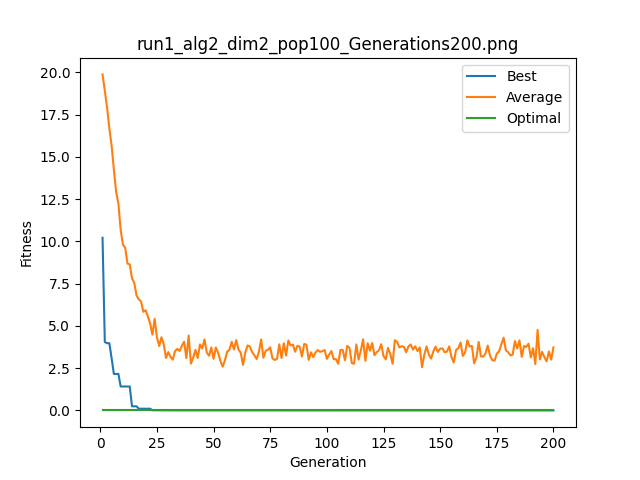 run1_alg2_dim2_pop100_Generations200.png
Best
Average
Optimal
Fitness
20.0
17.5
15.0
12.5
10.0
7.5
5.0
2.5
0.0
0 25 50 75 100 125 150 175 200
Generation